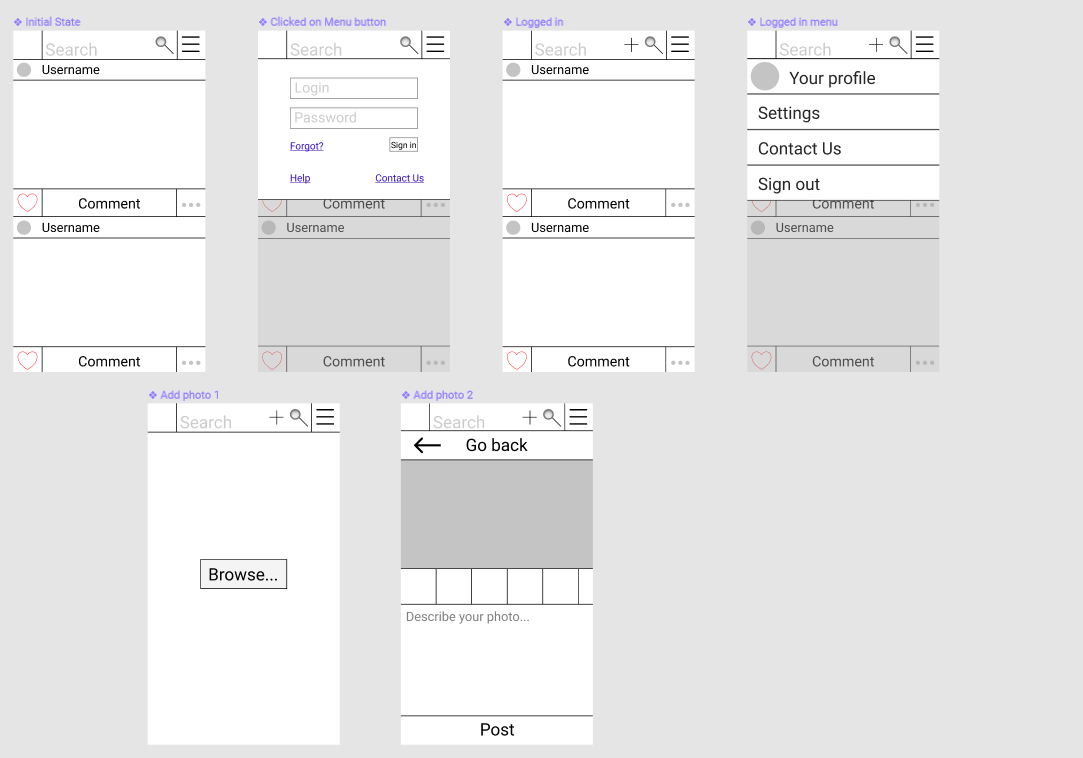 Initial State
Search
Username
Comment
Username
Comment
Clicked on Menu button
Search
Login
Password
Forgot?
Sign in
Help
Contact Us
Comment
Username
Comment
Logged in
Search
Username
Comment
Username
Comment
Logged in menu
Search
Your profile
Settings
Contact Us
Sign out
Comment
Username
Comment
Add photo 1
Search
Browse...
Add photo 2
Search
Go back
Describe your photo...
Post